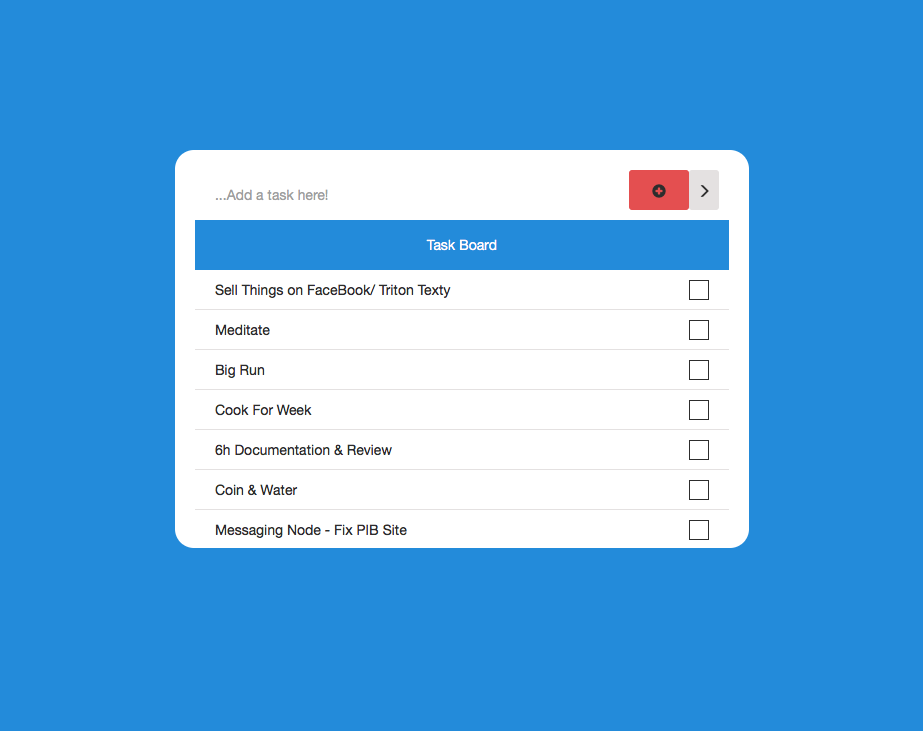 ...Add a task here!
Task Board
Sell Things on FaceBook/ Triton Texty
Meditate
Big Run
Cook For Week
6h Documentation & Review
Coin & Water
Messaging Node - Fix PIB Site